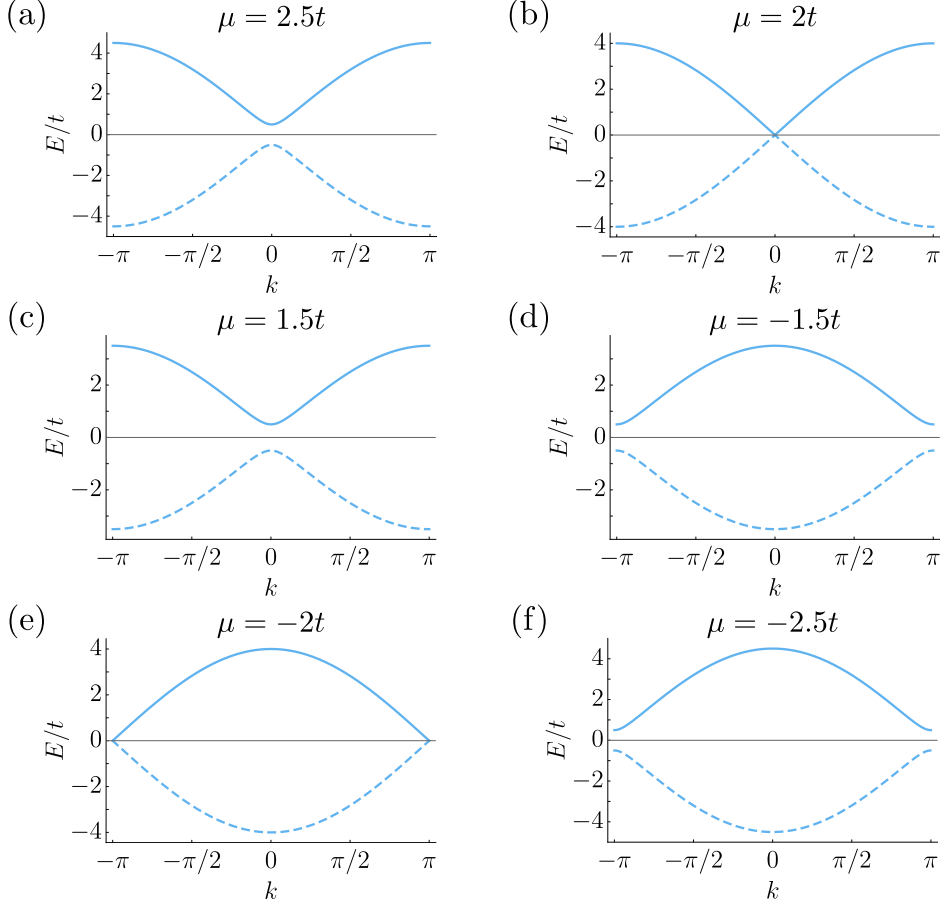 (a)
μ = 2.5t
E/t
4
2
0
−2
−4
−π
−π/2
0
π/2
π
k
(b)
μ = 2t
E/t
4
2
0
−2
−4
−π
−π/2
0
π/2
π
k
(c)
μ = 1.5t
E/t
2
0
−2
−π
−π/2
0
π/2
π
k
(d)
μ = −1.5t
E/t
2
0
−2
−π
−π/2
0
π/2
π
k
(e)
μ = −2t
E/t
4
2
0
−2
−4
−π
−π/2
0
π/2
π
k
(f)
μ = −2.5t
E/t
4
2
0
−2
−4
−π
−π/2
0
π/2
π
k